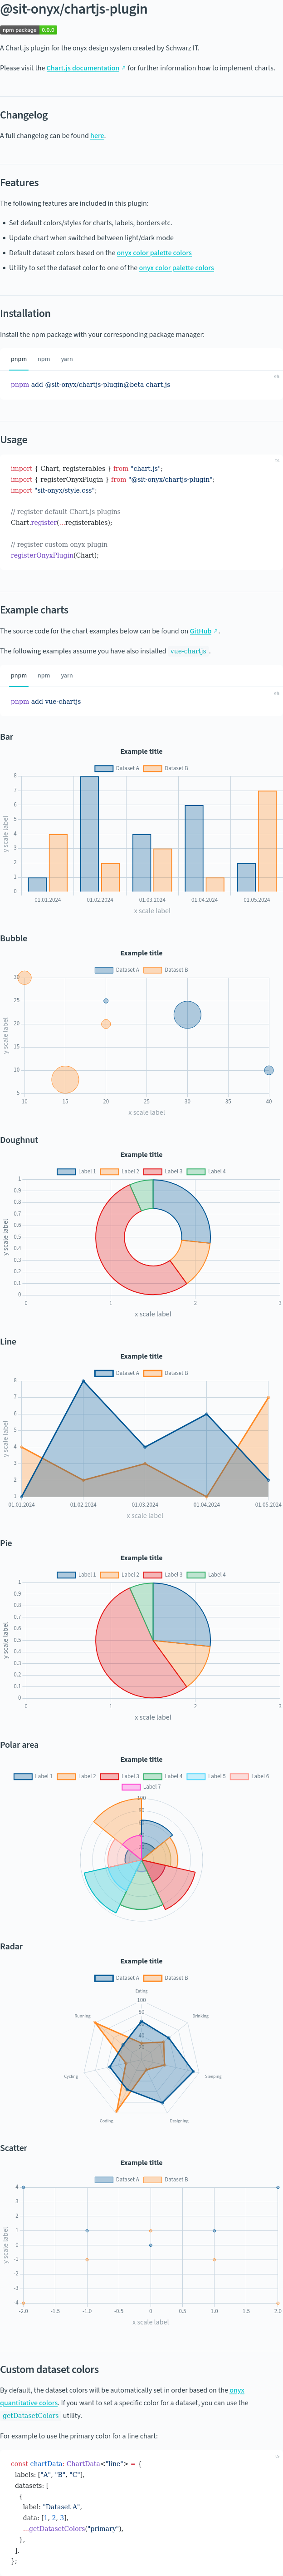 @sit-onyx/chartjs-plugin
npm package 0.0.0
A Chart.js plugin for the onyx design system created by Schwarz IT.
Please visit the Chart.js documentation ↗ for further information how to implement charts.
Changelog
A full changelog can be found here.
Features
The following features are included in this plugin:
• Set default colors/styles for charts, labels, borders etc.
• Update chart when switched between light/dark mode
• Default dataset colors based on the onyx color palette colors
• Utility to set the dataset color to one of the onyx color palette colors
Installation
Install the npm package with your corresponding package manager:
pnpm npm yarn
sh
pnpm add @sit-onyx/chartjs-plugin@beta chart.js
Usage
ts
import { Chart, registerables } from "chart.js";
import { registerOnyxPlugin } from "@sit-onyx/chartjs-plugin";
import "sit-onyx/style.css";
// register default Chart.js plugins
Chart.register(...registerables);
// register custom onyx plugin
registerOnyxPlugin(Chart);
Example charts
The source code for the chart examples below can be found on GitHub ↗.
The following examples assume you have also installed vue-chartjs .
pnpm npm yarn
sh
pnpm add vue-chartjs
Bar
Example title
Dataset A Dataset B
y scale label
8
7
6
5
4
3
2
1
0
01.01.2024 01.02.2024 01.03.2024 01.04.2024 01.05.2024
x scale label
Bubble
Example title
Dataset A Dataset B
y scale label
30
25
20
15
10
5
10 15 20 25 30 35 40
x scale label
Doughnut
Example title
Label 1 Label 2 Label 3 Label 4
y scale label
1
0.9
0.8
0.7
0.6
0.5
0.4
0.3
0.2
0.1
0
0 1 2 3
x scale label
Line
Example title
Dataset A Dataset B
y scale label
8
7
6
5
4
3
2
1
01.01.2024 01.02.2024 01.03.2024 01.04.2024 01.05.2024
x scale label
Pie
Example title
Label 1 Label 2 Label 3 Label 4
y scale label
1
0.9
0.8
0.7
0.6
0.5
0.4
0.3
0.2
0.1
0
0 1 2 3
x scale label
Polar area
Example title
Label 1 Label 2 Label 3 Label 4 Label 5 Label 6
Label 7
100
80
Radar
Example title
Dataset A Dataset B
Eating
100
80
40
20
Running
Drinking
Cycling
Sleeping
Coding
Designing
Scatter
Example title
Dataset A Dataset B
y scale label
4
3
2
1
0
-1
-2
-3
-4
-2.0 -1.5 -1.0 -0.5 0 0.5 1.0 1.5 2.0
x scale label
Custom dataset colors
By default, the dataset colors will be automatically set in order based on the onyx
quantitative colors. If you want to set a specific color for a dataset, you can use the
getDatasetColors utility.
For example to use the primary color for a line chart:
ts
const chartData: ChartData<"line"> = {
labels: ["A", "B", "C"],
datasets: [
{
label: "Dataset A",
data: [1, 2, 3],
...getDatasetColors("primary"),
},
],
};